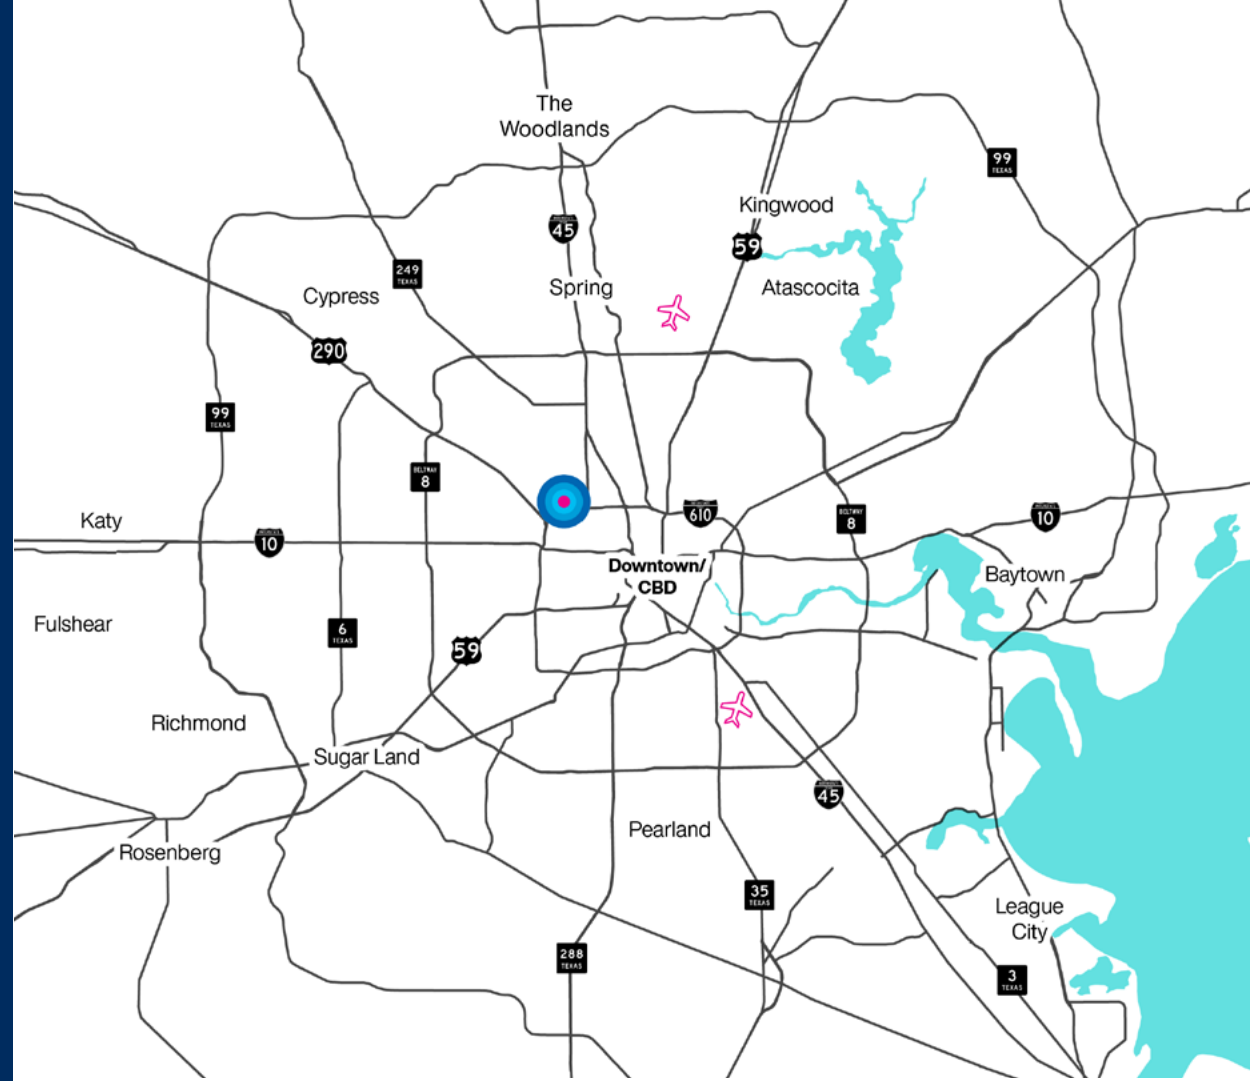 The
Woodlands
99
TEXAS
Kingwood
45
59
249
TEXAS
Cypress
Spring
Atascocita
290
99
TEXAS
BELTWAY
8
610
BELTWAY
8
10
Katy
10
Downtown/
CBD
Baytown
Fulshear
6
TEXAS
59
Richmond
Sugar Land
45
Pearland
Rosenberg
35
TEXAS
League
City
288
TEXAS
3
TEXAS